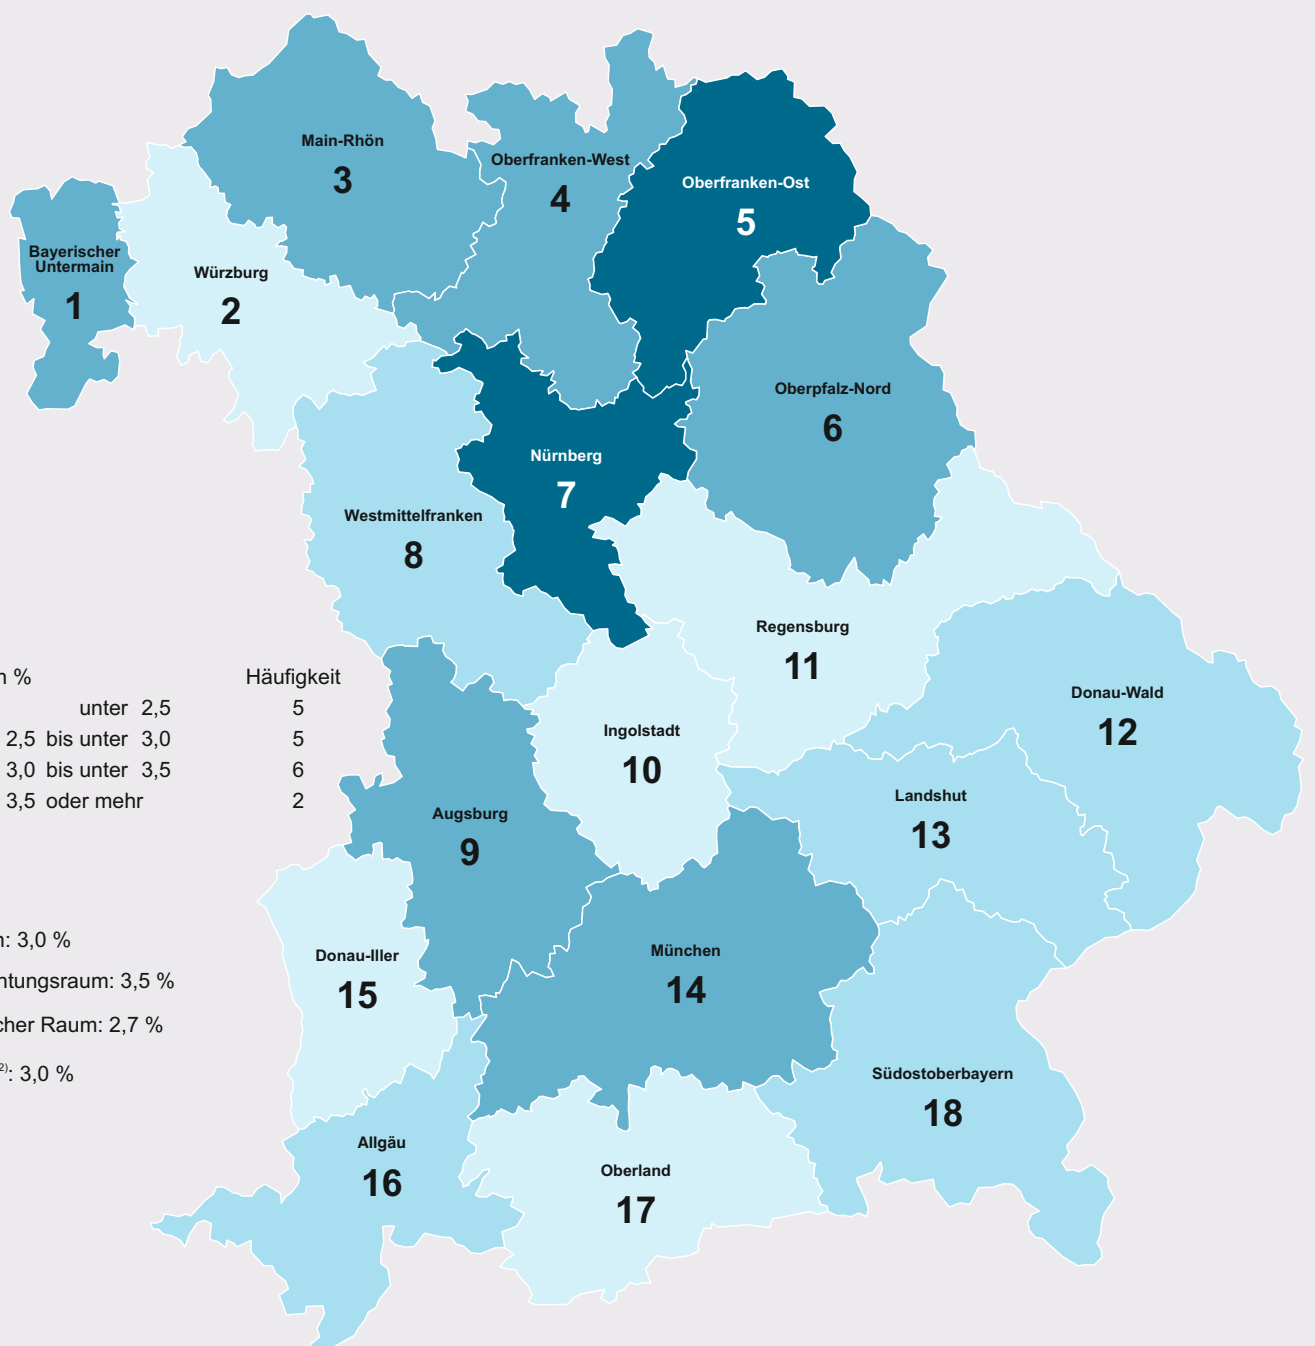 Main-Rhön
3
Oberfranken-West
4
Oberfranken-Ost
5
Bayerischer
Untermain
1
Würzburg
2
Oberpfalz-Nord
6
Nürnberg
7
Westmittelfranken
8
Regensburg
11
Donau-Wald
12
Ingolstadt
10
Landshut
13
Augsburg
9
München
14
Donau-Iller
15
Südostoberbayern
18
Allgäu
16
Oberland
17
% Häufigkeit
unter 2,5 5
2,5 bis unter 3,0 5
3,0 bis unter 3,5 6
3,5 oder mehr 2
: 3,0 %
ntungsraum: 3,5 %
cher Raum: 2,7 %
2): 3,0 %